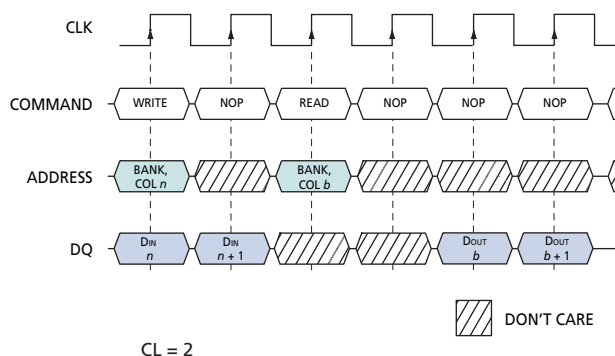 CLK
COMMAND WRITE NOP READ NOP NOP NOP
ADDRESS BANK, COL n BANK, COL b
DQ DIN n DIN n + 1 DOUT b DOUT b + 1
DON'T CARE
CL = 2